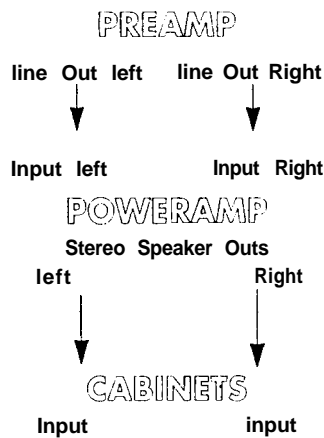 PREAMP
line Out left line Out Right
Input left Input Right
POWERAMP
Stereo Speaker Outs
left Right
CABINETS
Input input